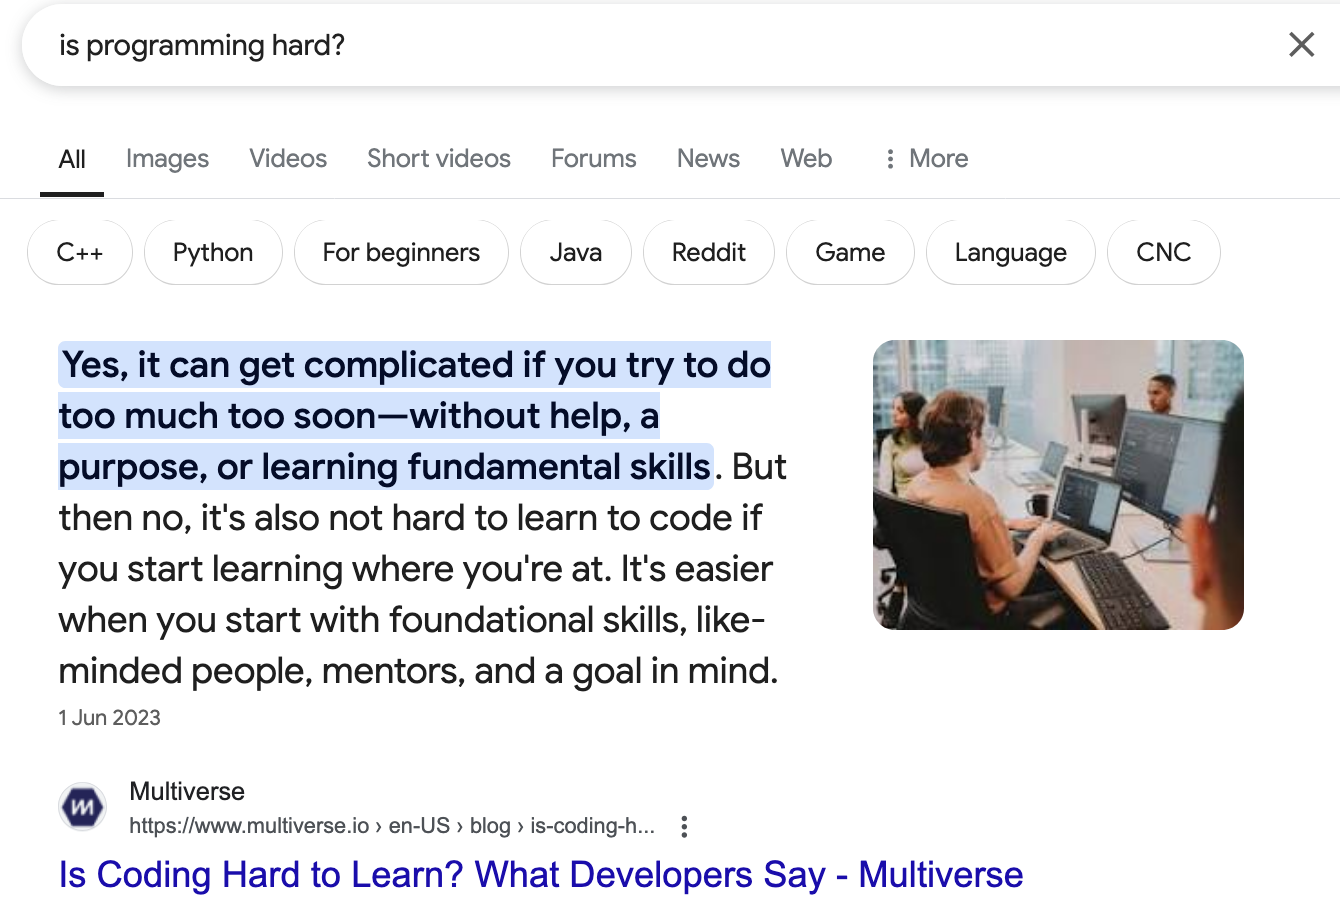 is programming hard?
All Images Videos Short videos Forums News Web More
C++ Python For beginners Java Reddit Game Language CNC
Yes, it can get complicated if you try to do
too much too soon—without help, a
purpose, or learning fundamental skills. But
then no, it's also not hard to learn to code if
you start learning where you're at. It's easier
when you start with foundational skills, like-
minded people, mentors, and a goal in mind.
1 Jun 2023
Multiverse
https://www.multiverse.io › en-US › blog › is-coding-h...
Is Coding Hard to Learn? What Developers Say - Multiverse